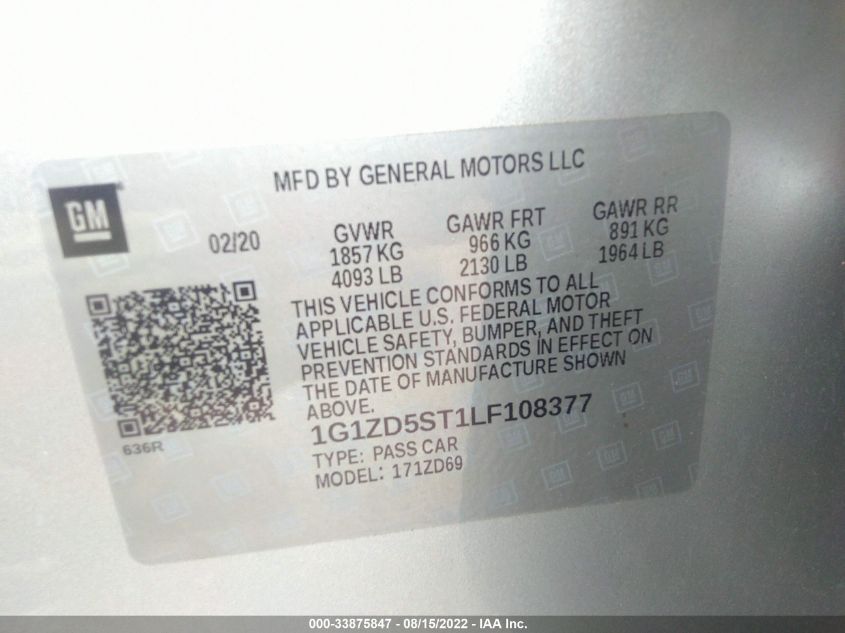 MFD BY GENERAL MOTORS LLC
GM
02/20
GVWR
1857 KG
4093 LB
GAWR FRT
966 KG
2130 LB
GAWR RR
891 KG
1964 LB
THIS VEHICLE CONFORMS TO ALL
APPLICABLE U.S. FEDERAL MOTOR
VEHICLE SAFETY, BUMPER, AND THEFT
PREVENTION STANDARDS IN EFFECT ON
THE DATE OF MANUFACTURE SHOWN
ABOVE.
1G1ZD5ST1LF108377
636R
TYPE: PASS CAR
MODEL: 171ZD69
000-33875847 - 08/15/2022 - IAA Inc.